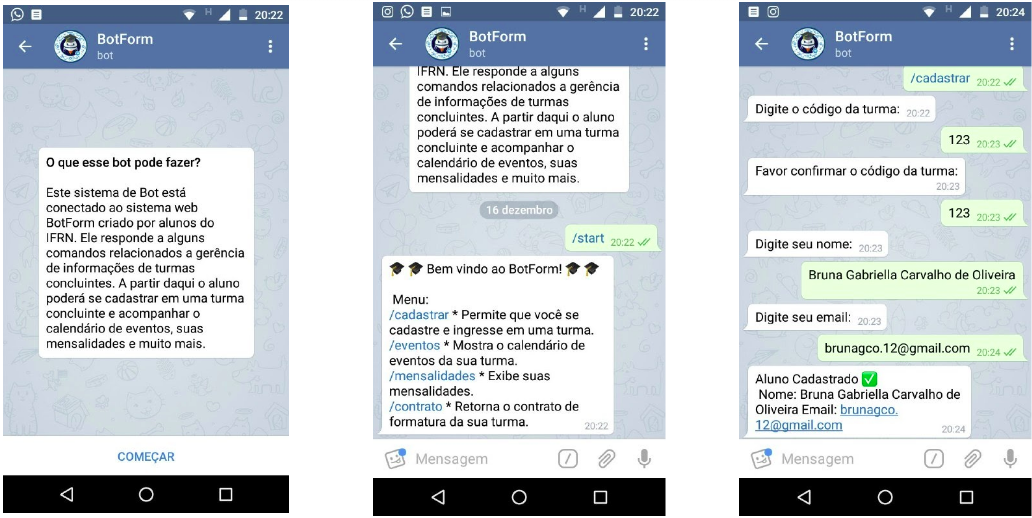 20:22
BotForm
bot
O que esse bot pode fazer?
Este sistema de Bot está
conectado ao sistema web
BotForm criado por alunos do
IFRN. Ele responde a alguns
comandos relacionados a gerência
de informações de turmas
concluintes. A partir daqui o aluno
poderá se cadastrar em uma turma
concluinte e acompanhar o
calendário de eventos, suas
mensalidades e muito mais.
COMEÇAR
H 20:22
BotForm
bot
IFRN. Ele responde a alguns
comandos relacionados a gerência
de informações de turmas
concluintes. A partir daqui o aluno
poderá se cadastrar em uma turma
concluinte e acompanhar o
calendário de eventos, suas
mensalidades e muito mais.
16 dezembro
/start 20:22
🎓🎓 Bem vindo ao BotForm! 🎓🎓
Menu:
/cadastrar * Permite que você se
cadastre e ingresse em uma turma.
/eventos * Mostra o calendário de
eventos da sua turma.
/mensalidades * Exibe suas
mensalidades.
/contrato * Retorna o contrato de
formatura da sua turma. 20:22
Mensagem
H 20:24
BotForm
bot
/cadastrar 20:22
Digite o código da turma: 20:22
123 20:23
Favor confirmar o código da turma:
20:23
123 20:23
Digite seu nome: 20:23
Bruna Gabriella Carvalho de Oliveira
20:23
Digite seu email: 20:23
brunagco.12@gmail.com 20:24
Aluno Cadastrado ✅
Nome: Bruna Gabriella Carvalho de
Oliveira Email: brunagco.
12@gmail.com 20:24
Mensagem